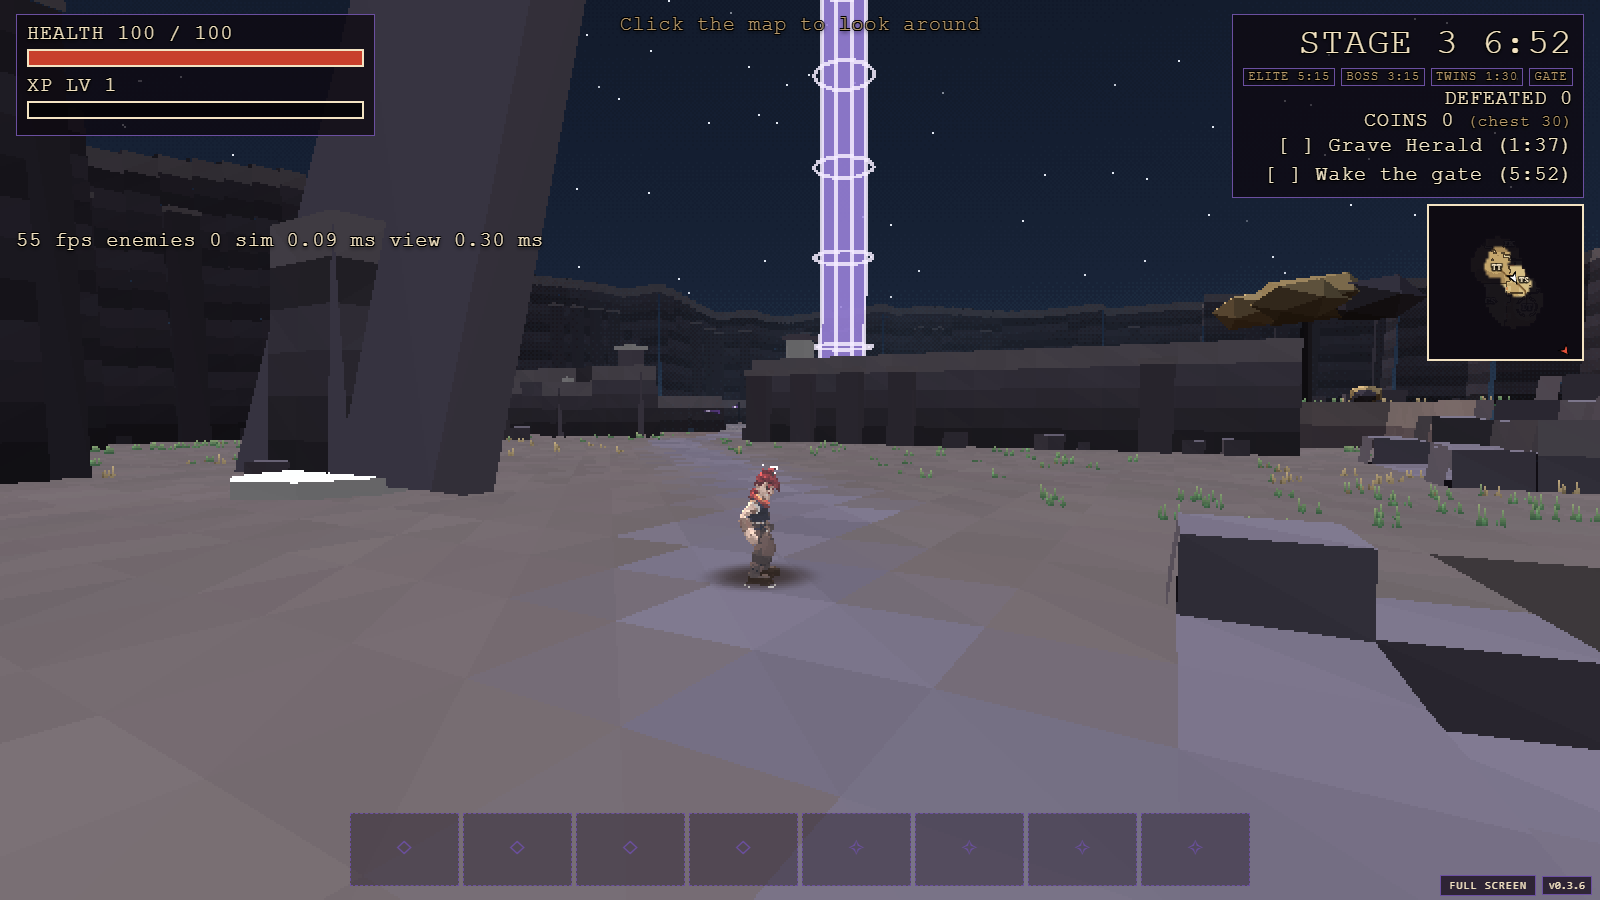 HEALTH 100 / 100
XP LV 1
Click the map to look around
STAGE 3 6:52
ELITE 5:15 BOSS 3:15 TWINS 1:30 GATE
DEFEATED 0
COINS 0 (chest 30)
[ ] Grave Herald (1:37)
[ ] Wake the gate (5:52)
55 fps enemies 0 sim 0.09 ms view 0.30 ms
FULL SCREEN v0.3.6